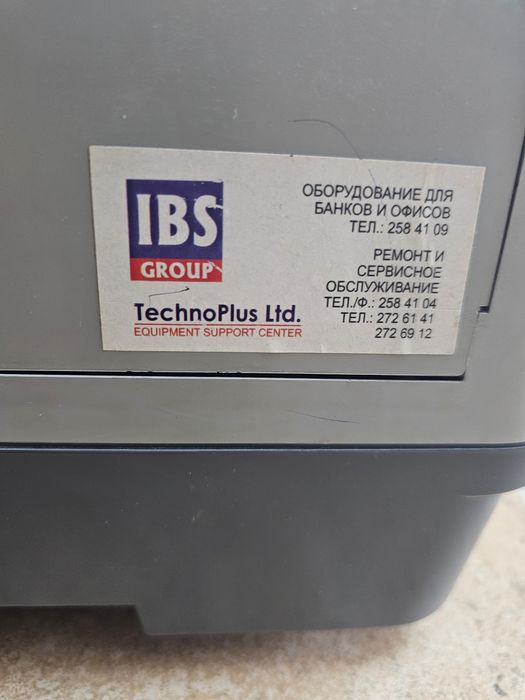 IBS
GROUP
TechnoPlus Ltd.
EQUIPMENT SUPPORT CENTER
ОБОРУДОВАНИЕ ДЛЯ
БАНКОВ И ОФИСОВ
ТЕЛ.: 258 41 09
РЕМОНТ И
СЕРВИСНОЕ
ОБСЛУЖИВАНИЕ
ТЕЛ./Ф.: 258 41 04
ТЕЛ.: 272 61 41
272 69 12